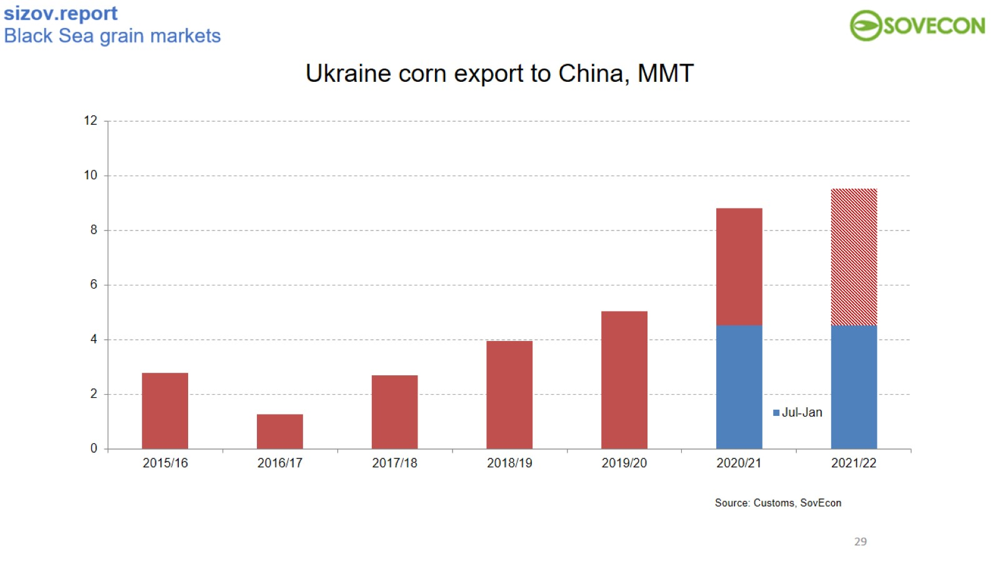 sizov.report
Black Sea grain markets
SOVECON
Ukraine corn export to China, MMT
12
10
8
6
4
2
0
Jul-Jan
2015/16 2016/17 2017/18 2018/19 2019/20 2020/21 2021/22
Source: Customs, SovEcon
29